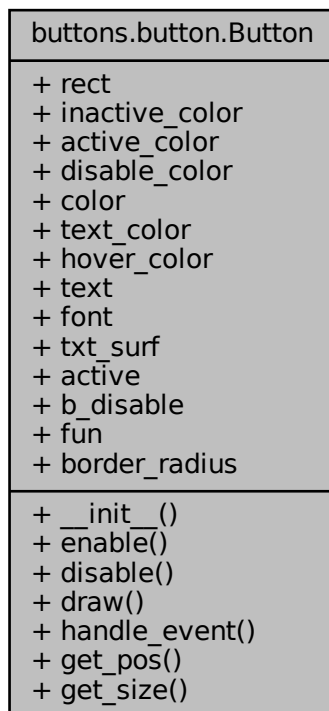 buttons.button.Button
+ rect
+ inactive_color
+ active_color
+ disable_color
+ color
+ text_color
+ hover_color
+ text
+ font
+ txt_surf
+ active
+ b_disable
+ fun
+ border_radius
+ __init__()
+ enable()
+ disable()
+ draw()
+ handle_event()
+ get_pos()
+ get_size()